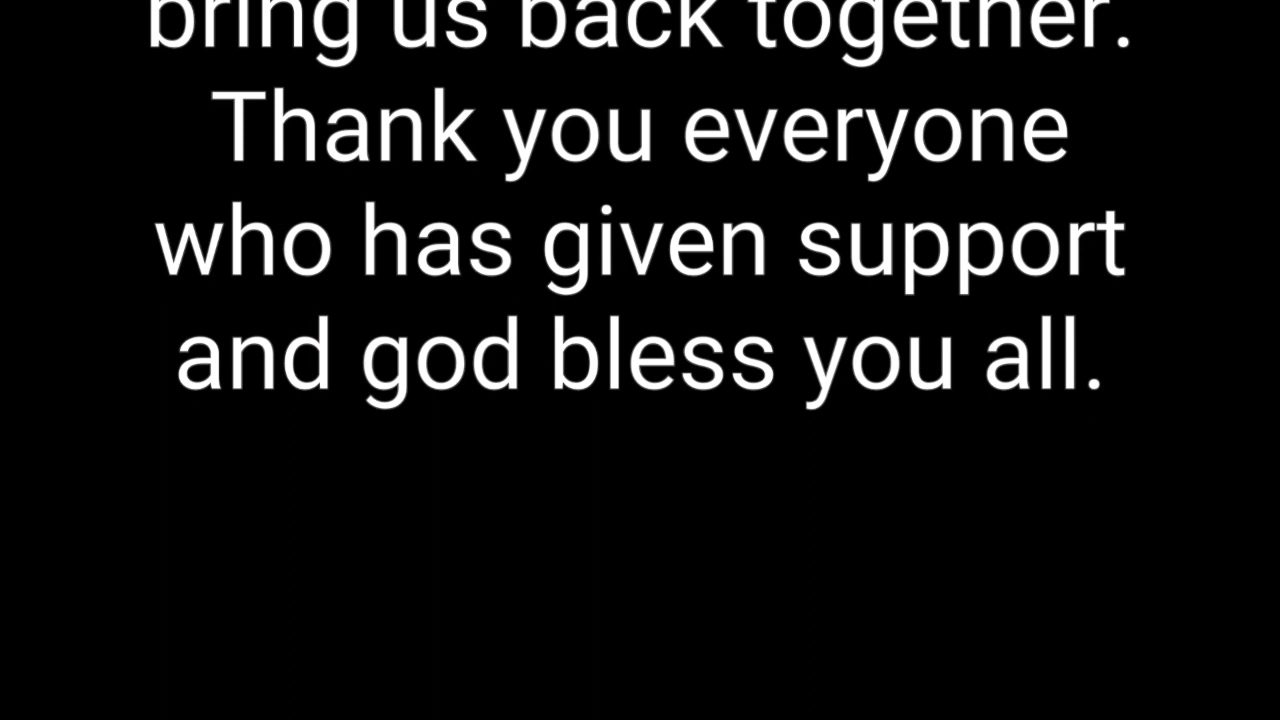 bring us back together.
Thank you everyone
who has given support
and god bless you all.